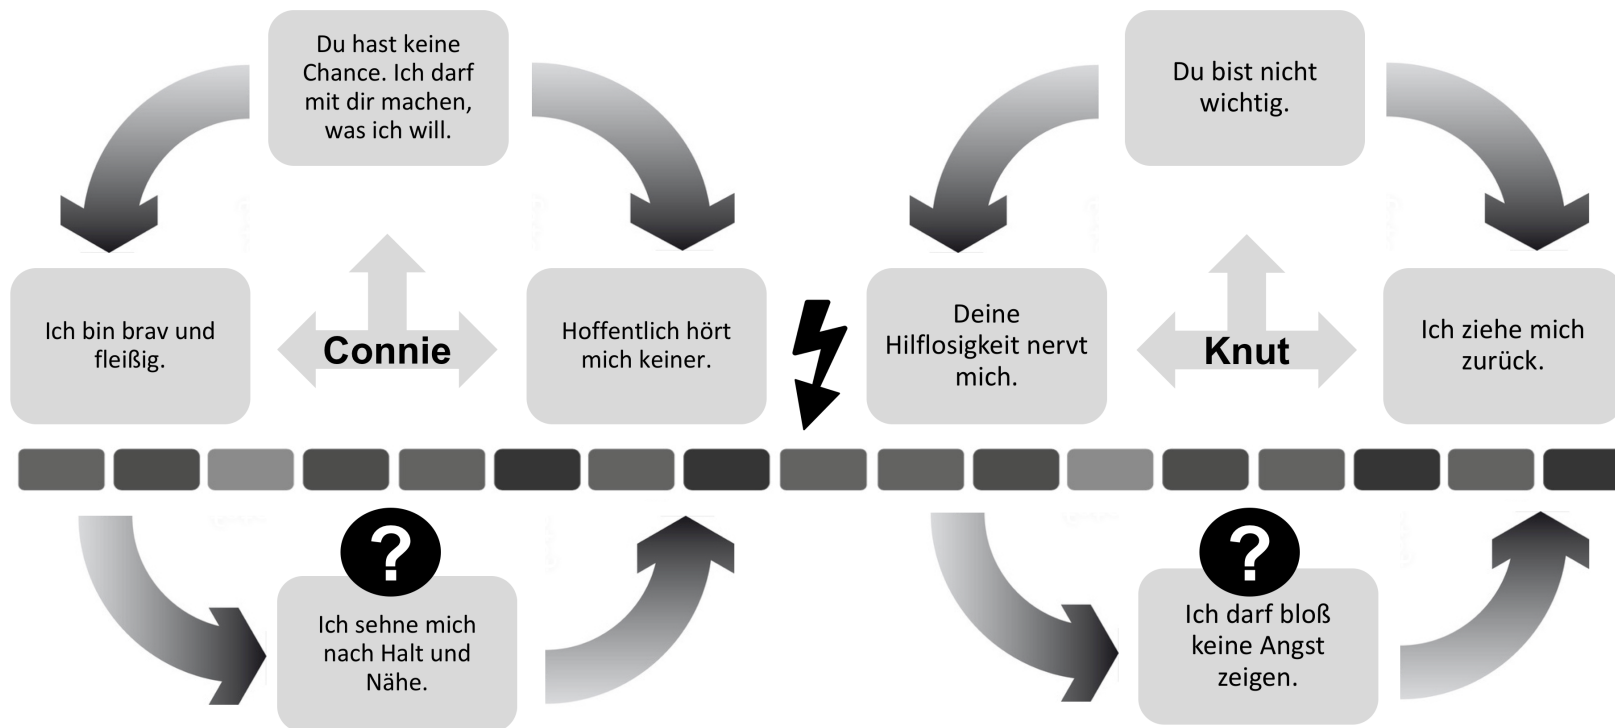 Du hast keine
Chance. Ich darf
mit dir machen,
was ich will.
Ich bin brav und
fleißig.
Connie
Hoffentlich hört
mich keiner.
?
Ich sehne mich
nach Halt und
Nähe.
Du bist nicht
wichtig.
Deine
Hilflosigkeit nervt
mich.
Knut
Ich ziehe mich
zurück.
?
Ich darf bloß
keine Angst
zeigen.